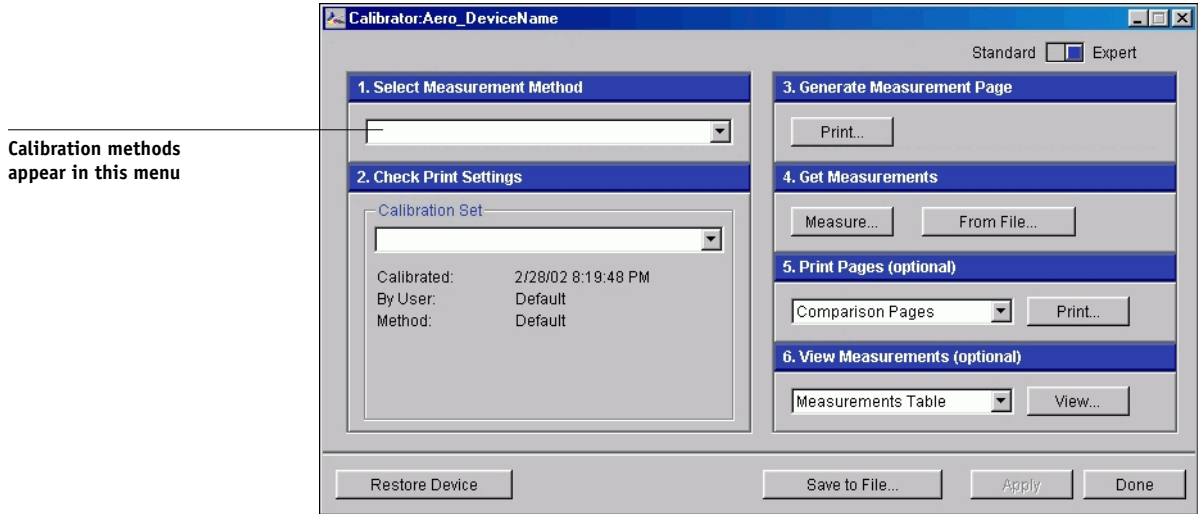 Calibrator:Aero_DeviceName
Standard Expert
Calibration methods
appear in this menu
1. Select Measurement Method
2. Check Print Settings
Calibration Set
Calibrated: 2/28/02 8:19:48 PM
By User: Default
Method: Default
3. Generate Measurement Page
Print...
4. Get Measurements
Measure... From File...
5. Print Pages (optional)
Comparison Pages Print...
6. View Measurements (optional)
Measurements Table View...
Restore Device Save to File... Apply Done